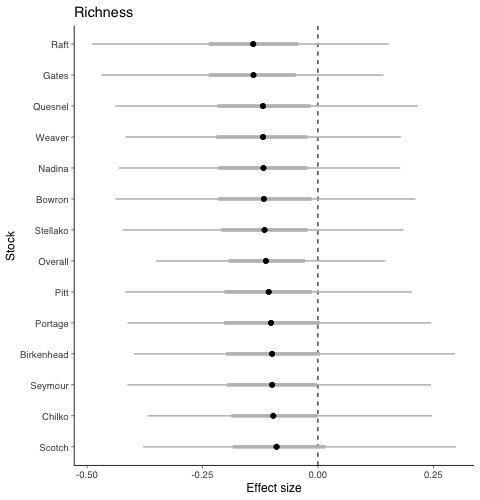 Richness
Raft
Gates
Quesnel
Weaver
Nadina
Bowron
Stellako
Overall
Pitt
Portage
Birkenhead
Seymour
Chilko
Scotch
Stock
-0.50 -0.25 0.00 0.25
Effect size